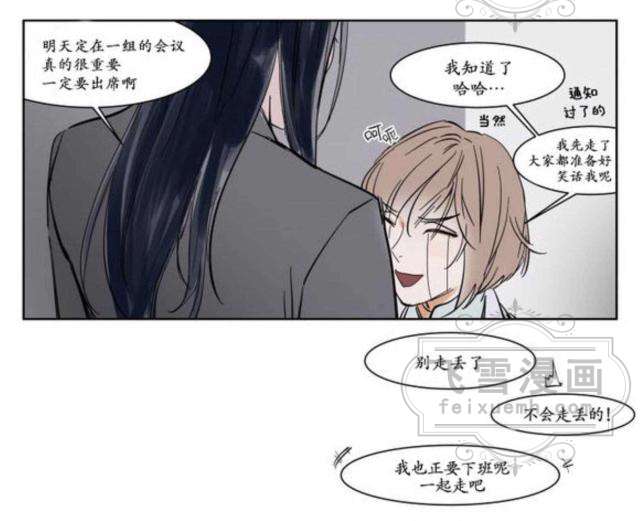 明天定在一组的会议
真的很重要
一定要出席啊
我知道了
哈哈…
当然
通知
过了的
呵呃
我先走了
大家都准备好
笑话我呢
别走丢了
不会走丢的!
我也正要下班呢
一起走吧
飞雪漫画
feixuemh.com